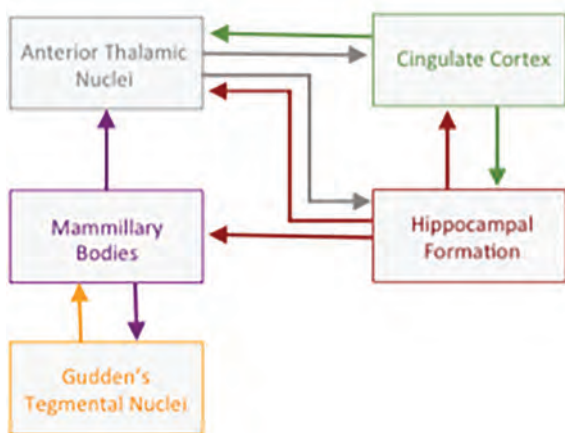 Anterior Thalamic
Nuclei
Cingulate Cortex
Mammillary
Bodies
Hippocampal
Formation
Gudden's
Tegmental Nuclei